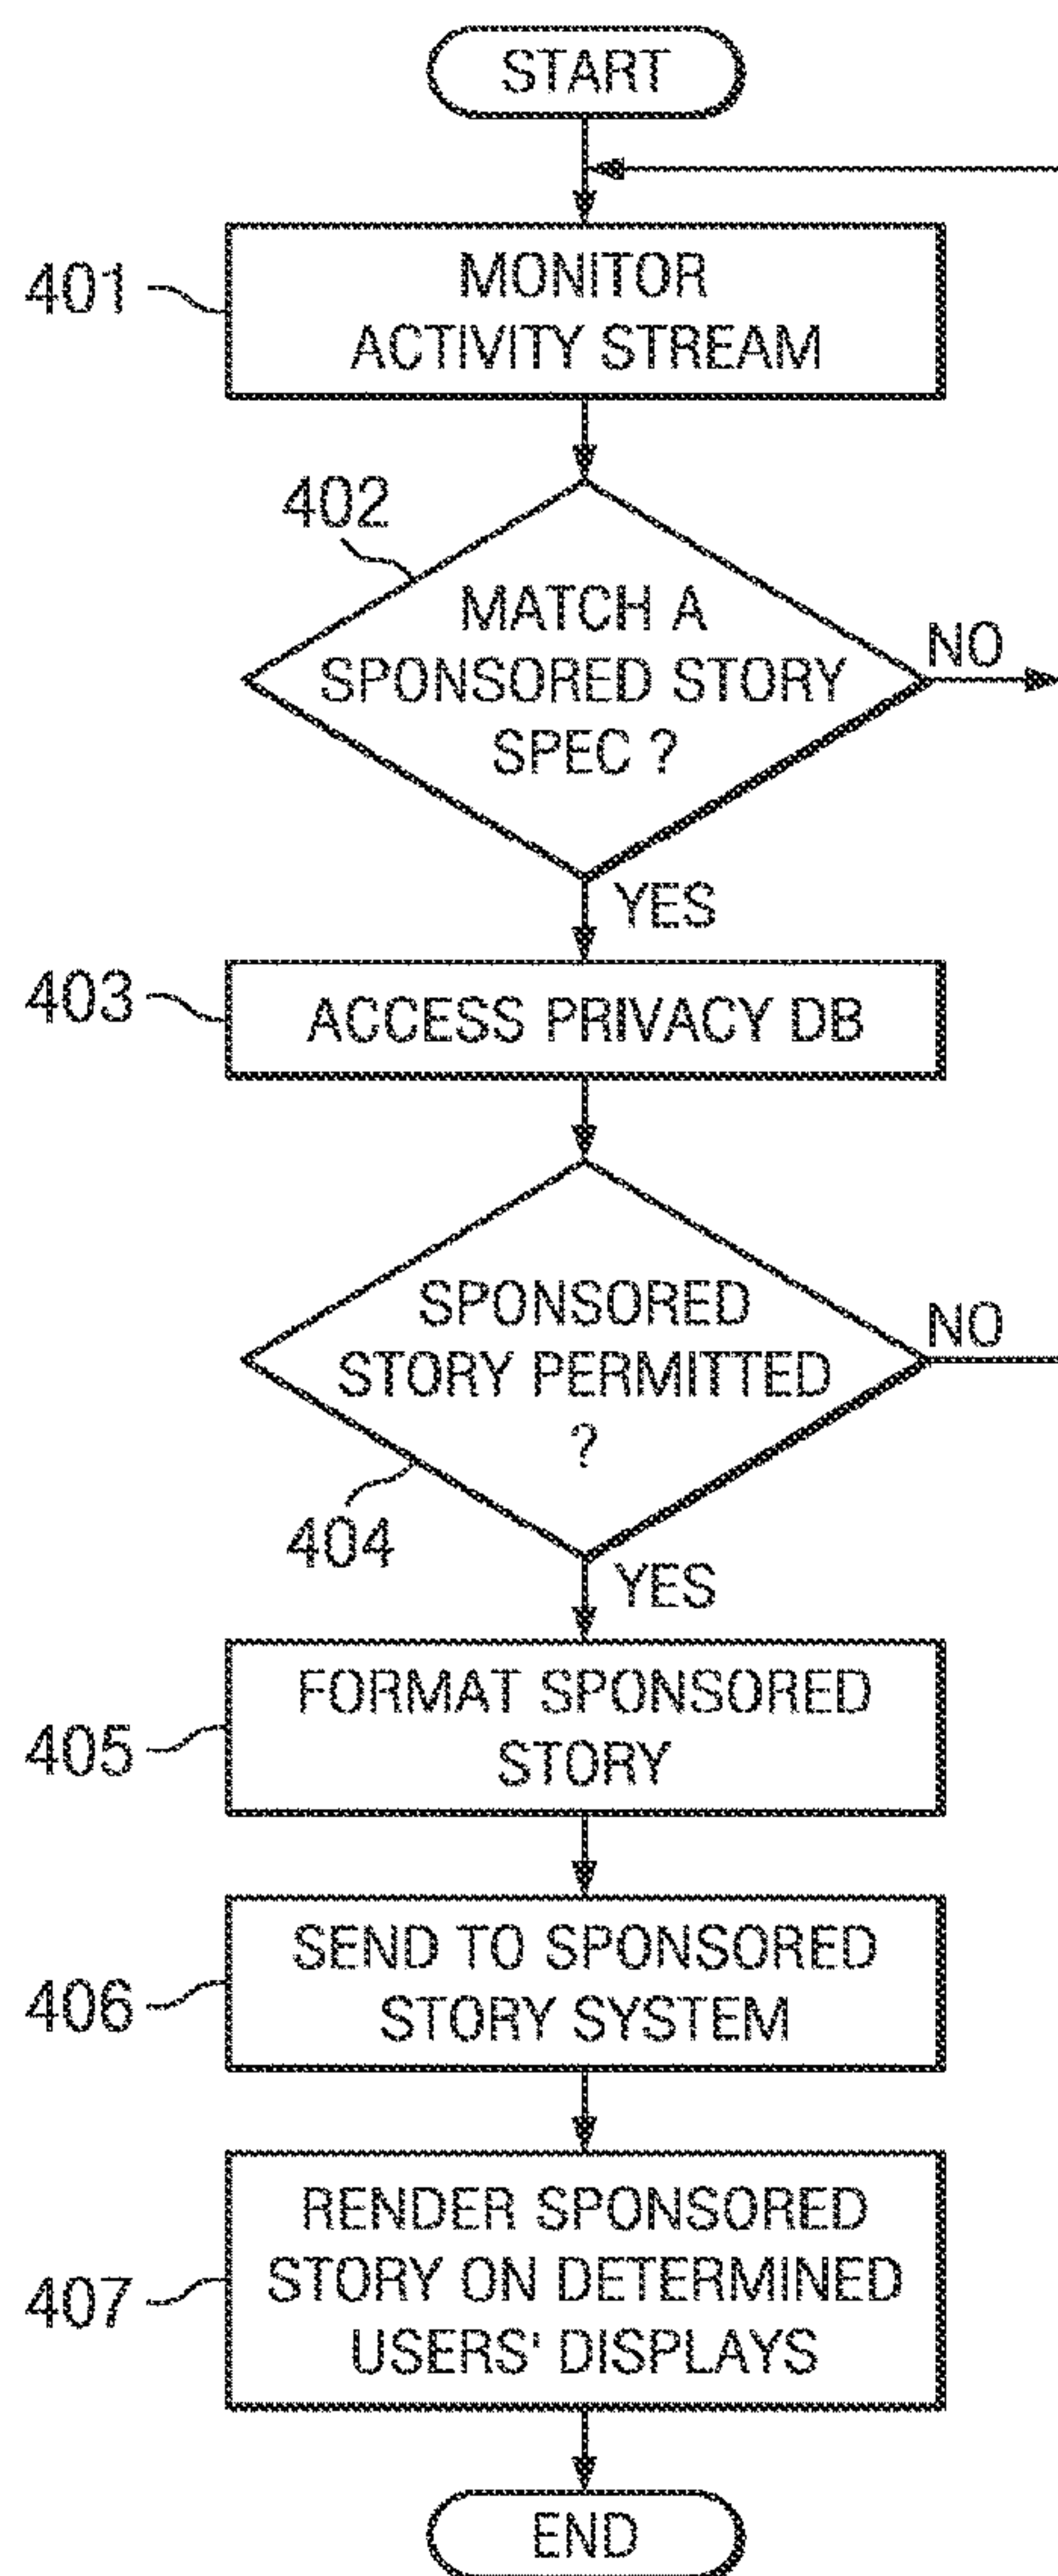 START
401
MONITOR
ACTIVITY STREAM
402
MATCH A
SPONSORED STORY
SPEC ?
NO
YES
403
ACCESS PRIVACY DB
SPONSORED
STORY PERMITTED
?
NO
404
YES
405
FORMAT SPONSORED
STORY
406
SEND TO SPONSORED
STORY SYSTEM
407
RENDER SPONSORED
STORY ON DETERMINED
USERS' DISPLAYS
END